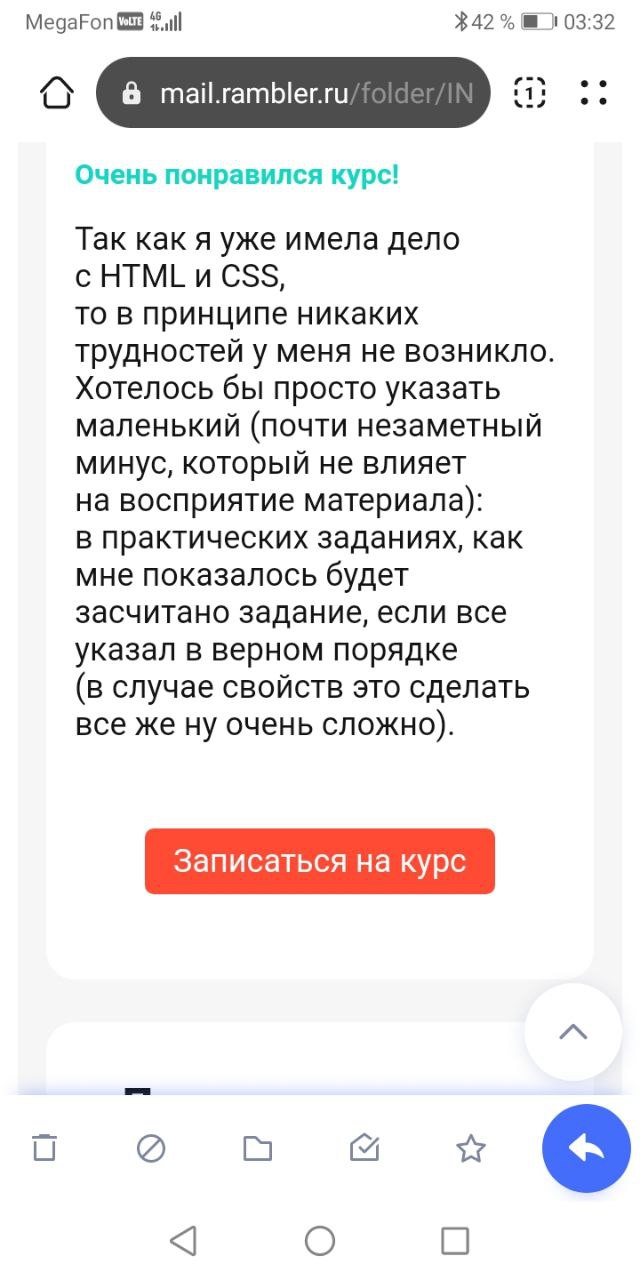 MegaFon VoLTE 4G 42 % 03:32
mail.rambler.ru/folder/IN 1
Очень понравился курс!
Так как я уже имела дело
с HTML и CSS,
то в принципе никаких
трудностей у меня не возникло.
Хотелось бы просто указать
маленький (почти незаметный
минус, который не влияет
на восприятие материала):
в практических заданиях, как
мне показалось будет
засчитано задание, если все
указал в верном порядке
(в случае свойств это сделать
все же ну очень сложно).
Записаться на курс